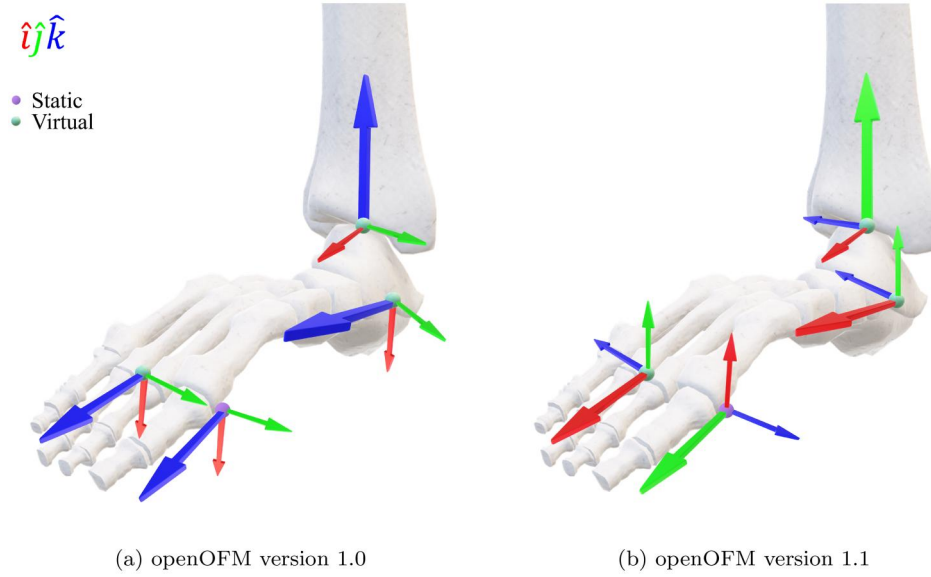 îĵk̂
Static
Virtual
(a) openOFM version 1.0
(b) openOFM version 1.1